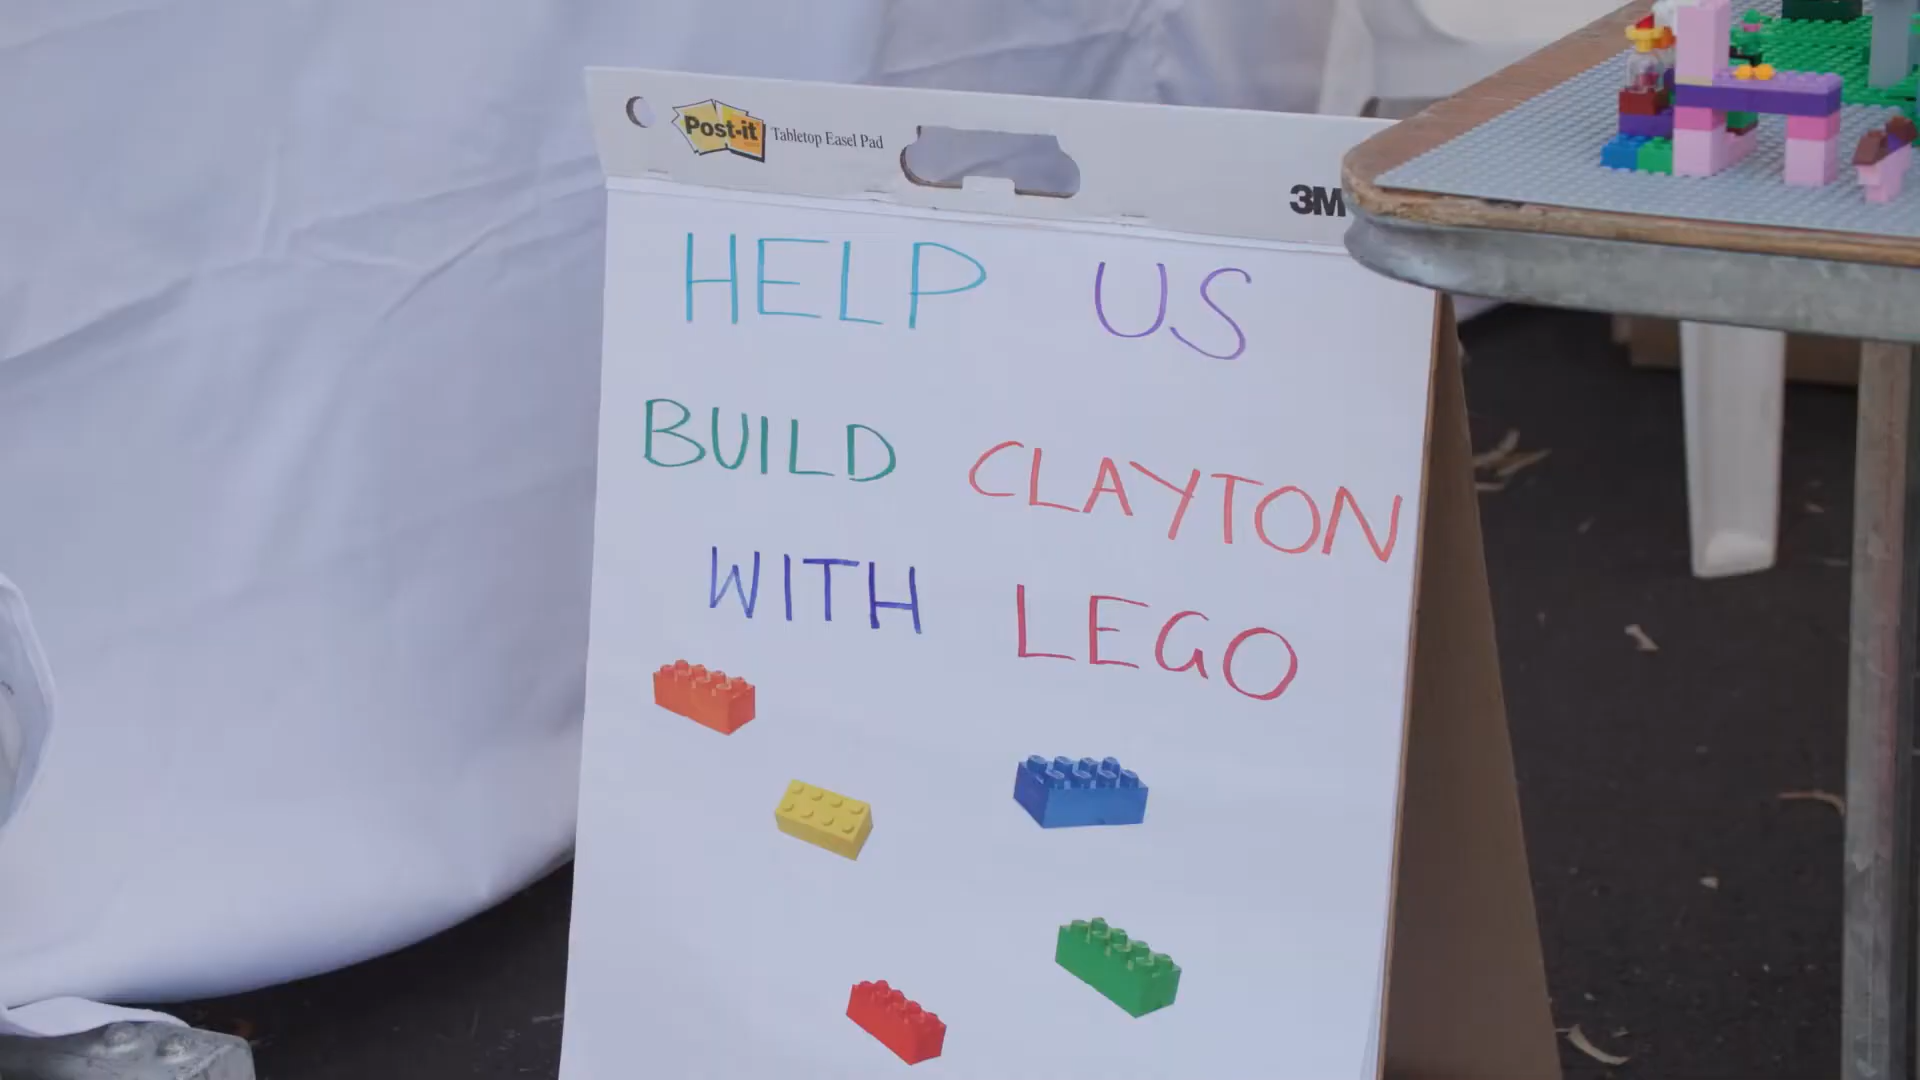 Post-it Tabletop Easel Pad
3M
HELP US
BUILD CLAYTON
WITH LEGO